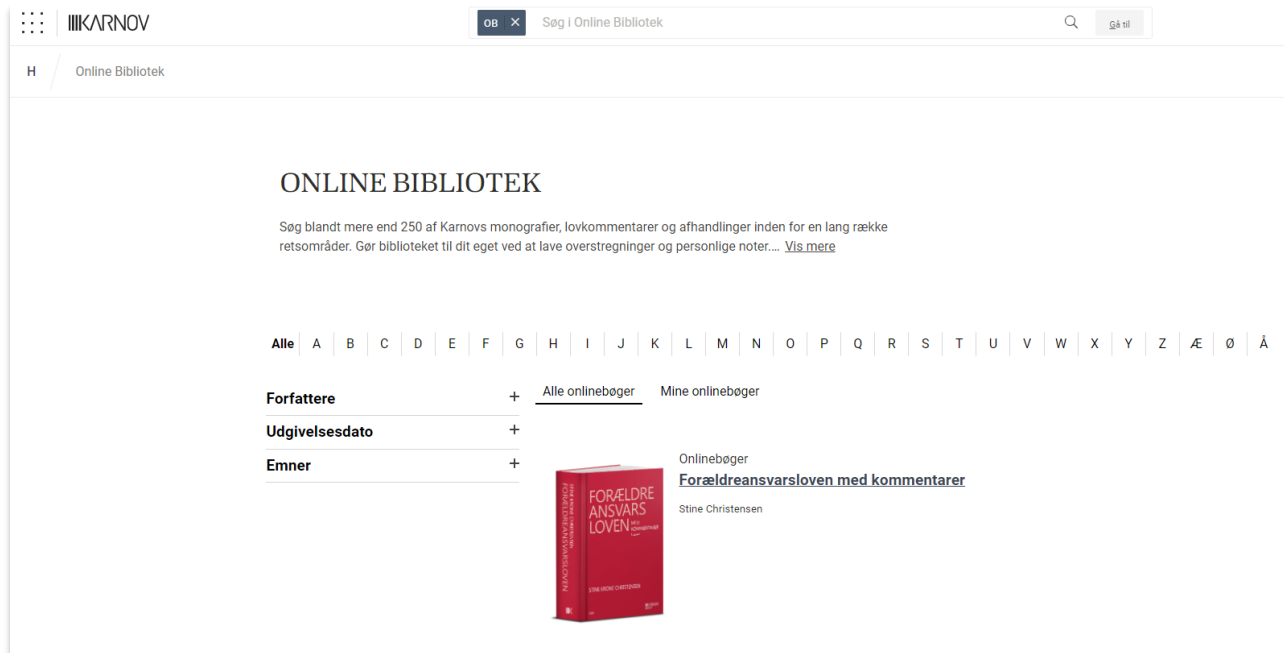 KARNOV
OB × Søg i Online Bibliotek Gå til
H Online Bibliotek
ONLINE BIBLIOTEK
Søg blandt mere end 250 af Karnovs monografier, lovkommentarer og afhandlinger inden for en lang række
retsområder. Gør biblioteket til dit eget ved at lave overstregninger og personlige noter.... Vis mere
Alle A B C D E F G H I J K L M N O P Q R S T U V W X Y Z Æ Ø Å
Forfattere +
Udgivelsesdato +
Emner +
Alle onlinebøger Mine onlinebøger
FORÆLDREANSVARSLOVEN
FORÆLDRE
ANSVARS
LOVEN
MED
KOMMENTARER
Onlinebøger
Forældreansvarsloven med kommentarer
Stine Christensen